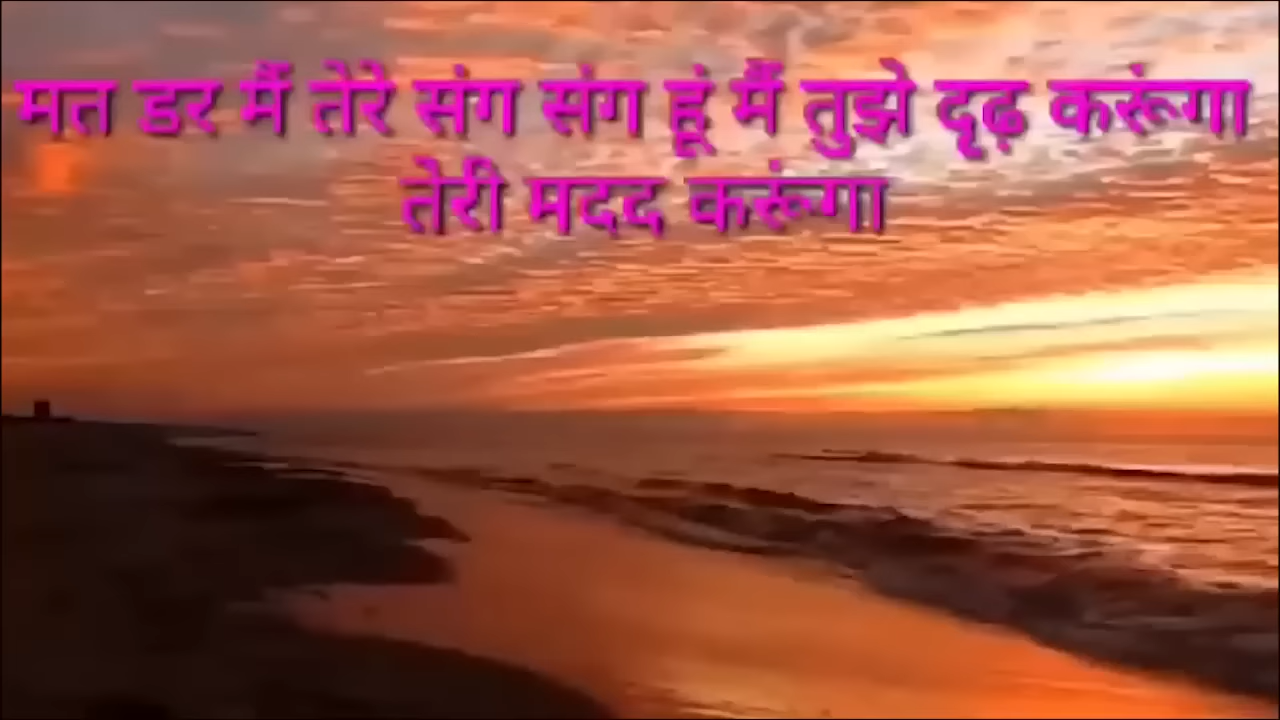 मत डर मैं तेरे संग संग हूं मैं तुझे दृढ़ करूंगा
तेरी मदद करूंगा